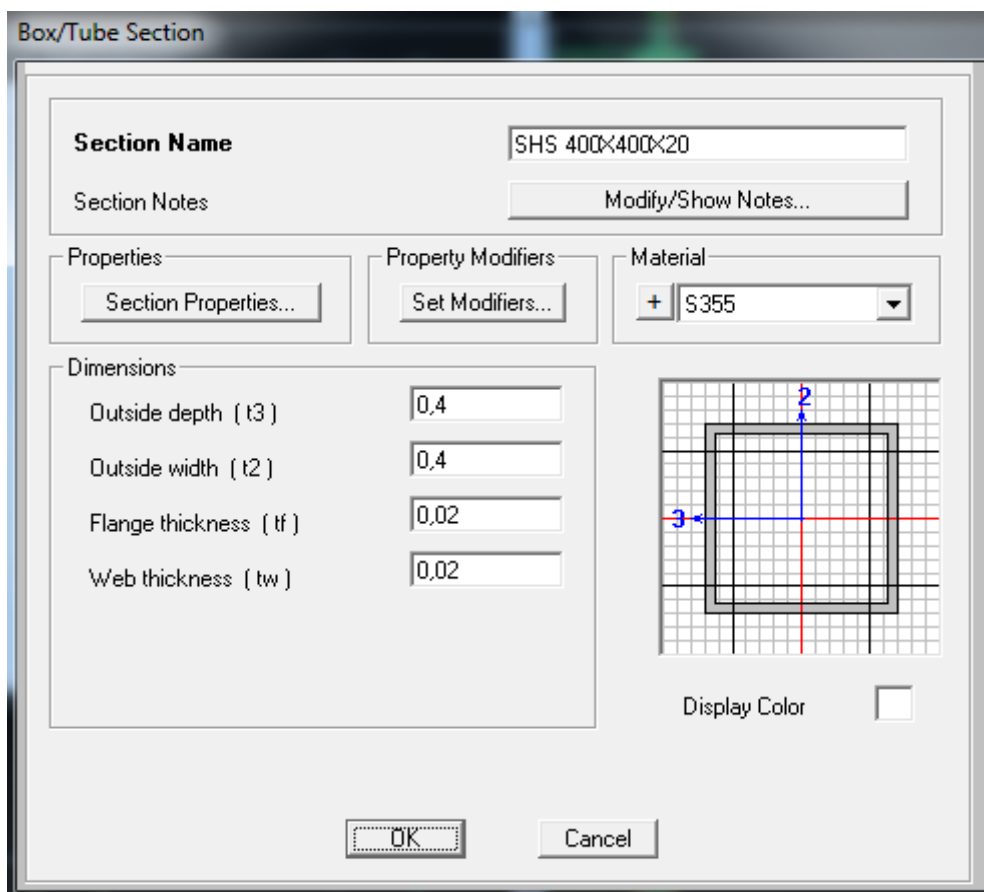 Box/Tube Section
Section Name
SHS 400X400X20
Section Notes
Modify/Show Notes...
Properties
Property Modifiers
Material
Section Properties...
Set Modifiers...
+
S355
Dimensions
Outside depth ( t3 )
0,4
Outside width ( t2 )
0,4
Flange thickness ( tf )
0,02
Web thickness ( tw )
0,02
2
3
Display Color
OK
Cancel